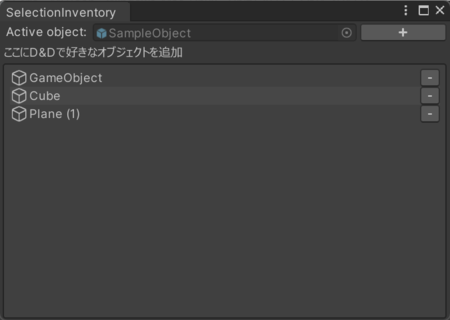 SelectionInventory
Active object: SampleObject +
ここにD&Dで好きなオブジェクトを追加
GameObject -
Cube -
Plane (1) -